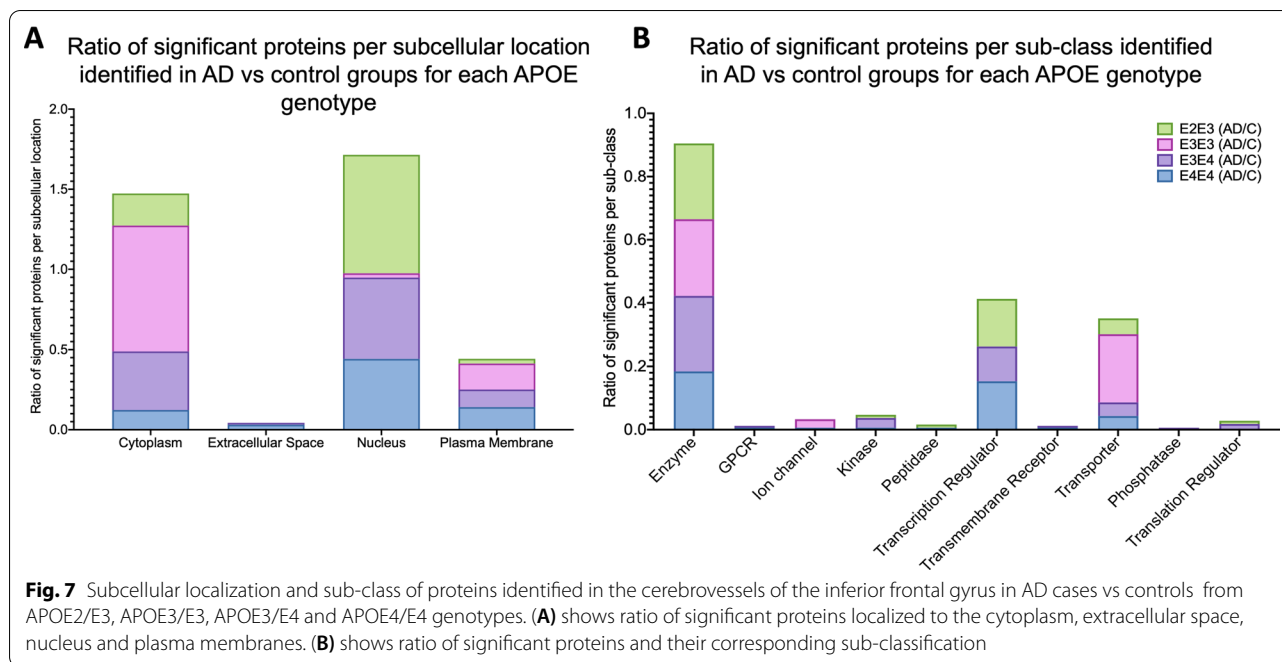 A
Ratio of significant proteins per subcellular location
identified in AD vs control groups for each APOE
genotype
Ratio of significant proteins per subcellular location
2.0
1.5
1.0
0.5
0.0
Cytoplasm
Extracellular Space
Nucleus
Plasma Membrane
B
Ratio of significant proteins per sub-class identified
in AD vs control groups for each APOE genotype
Ratio of significant proteins per sub-class
1.0
0.8
0.6
0.4
0.2
0.0
E2E3 (AD/C)
E3E3 (AD/C)
E3E4 (AD/C)
E4E4 (AD/C)
Enzyme
GPCR
Ion channel
Kinase
Peptidase
Transcription Regulator
Transmembrane Receptor
Transporter
Phosphatase
Translation Regulator
Fig. 7 Subcellular localization and sub-class of proteins identified in the cerebrovessels of the inferior frontal gyrus in AD cases vs controls from
APOE2/E3, APOE3/E3, APOE3/E4 and APOE4/E4 genotypes. (A) shows ratio of significant proteins localized to the cytoplasm, extracellular space,
nucleus and plasma membranes. (B) shows ratio of significant proteins and their corresponding sub-classification